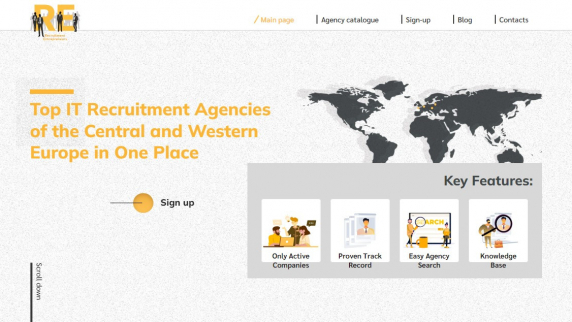 RE
Main page
Agency catalogue
Sign-up
Blog
Contacts
Top IT Recruitment Agencies
of the Central and Western
Europe in One Place
Sign up
Key Features:
ARCH
Only Active
Companies
Proven Track
Record
Easy Agency
Search
Knowledge
Base
Scroll down